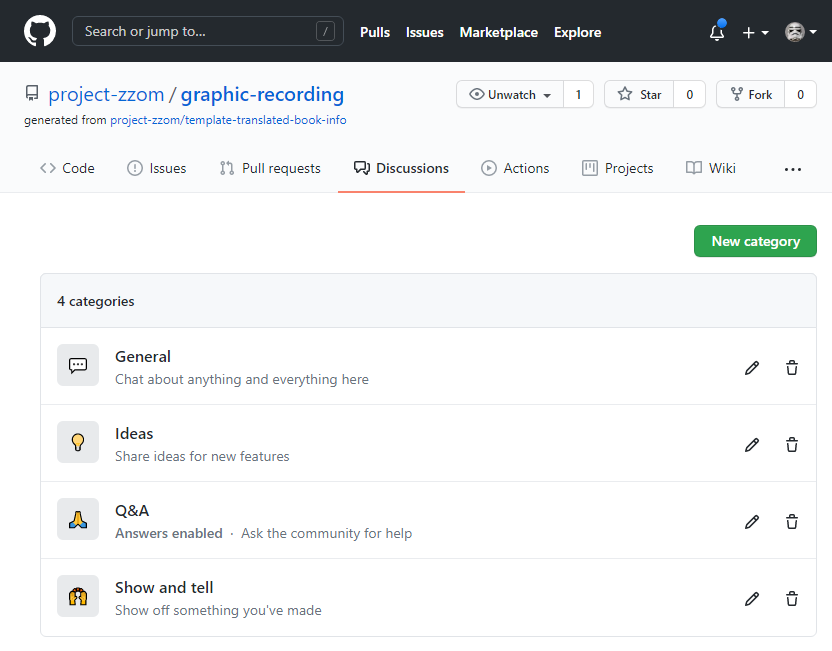 Search or jump to... /
Pulls Issues Marketplace Explore
project-zzom / graphic-recording
Unwatch 1 Star 0 Fork 0
generated from project-zzom/template-translated-book-info
Code Issues Pull requests Discussions Actions Projects Wiki ...
New category
4 categories
General
Chat about anything and everything here
Ideas
Share ideas for new features
Q&A
Answers enabled · Ask the community for help
Show and tell
Show off something you've made